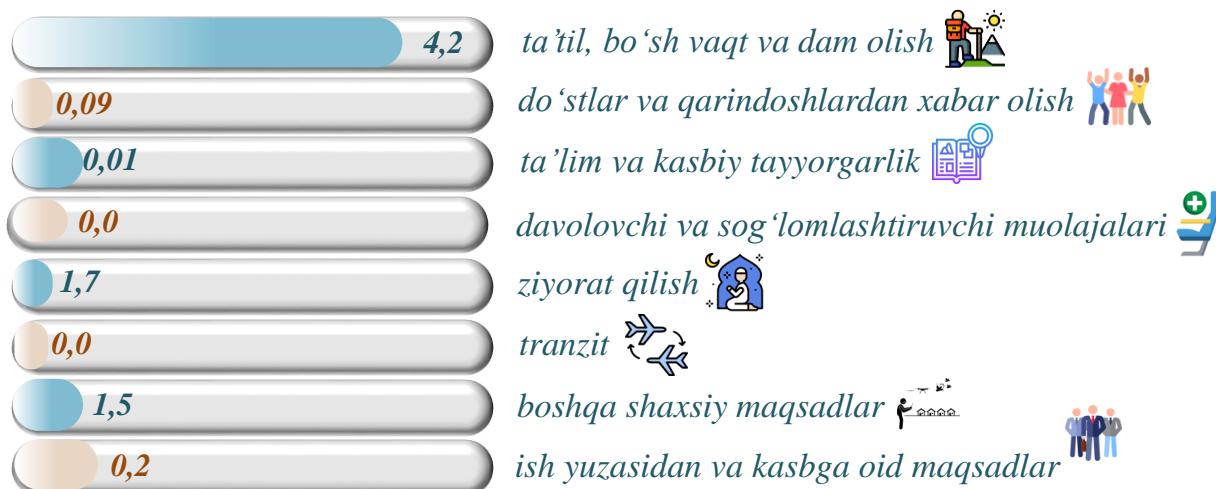 4,2 ta’til, bo‘sh vaqt va dam olish
0,09 do‘stlar va qarindoshlardan xabar olish
0,01 ta’lim va kasbiy tayyorgarlik
0,0 davolovchi va sog‘lomlashtiruvchi muolajalari
1,7 ziyorat qilish
0,0 tranzit
1,5 boshqa shaxsiy maqsadlar
0,2 ish yuzasidan va kasbga oid maqsadlar